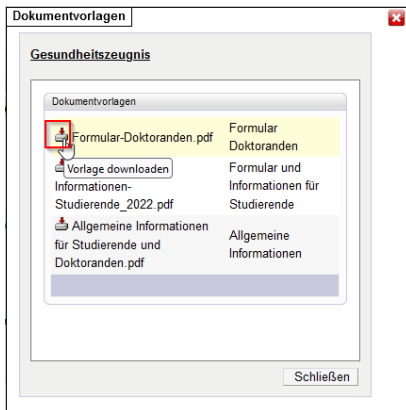 Dokumentvorlagen
Gesundheitszeugnis
Dokumentvorlagen
Formular-Doktoranden.pdf
Formular
Doktoranden
Vorlage downloaden
Informationen-
Studierende_2022.pdf
Formular und
Informationen für
Studierende
Allgemeine Informationen
für Studierende und
Doktoranden.pdf
Allgemeine
Informationen
Schließen